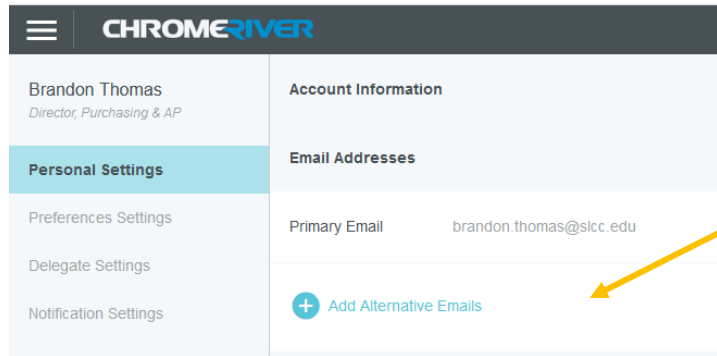 CHROMERIVER
Brandon Thomas
Director, Purchasing & AP
Personal Settings
Preferences Settings
Delegate Settings
Notification Settings
Account Information
Email Addresses
Primary Email brandon.thomas@slcc.edu
Add Alternative Emails